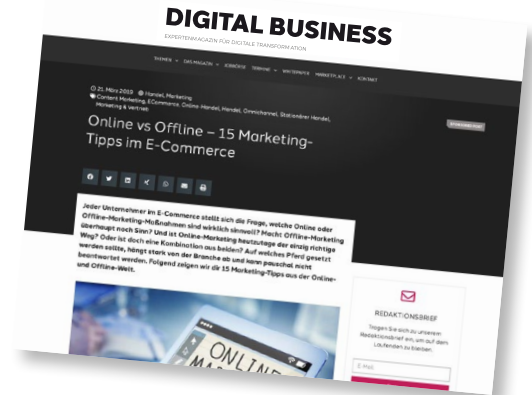 DIGITAL BUSINESS
EXPERTENMAGAZIN FÜR DIGITALE TRANSFORMATION
THEMEN DAS MAGAZIN JOBBÖRSE TERMINE WHITEPAPER MARKETPLACE KONTAKT
21. März 2019 Handel, Marketing
Content Marketing, ECommerce, Online-Handel, Handel, Omnichannel, Stationärer Handel,
Marketing & Vertrieb
Online vs Offline – 15 Marketing-
Tipps im E-Commerce
Jeder Unternehmer im E-Commerce stellt sich die Frage, welche Online oder
Offline-Marketing-Maßnahmen sind wirklich sinnvoll? Macht Offline-Marketing
überhaupt noch Sinn? Und ist Online-Marketing heutzutage der einzig richtige
Weg? Oder ist doch eine Kombination aus beiden? Auf welches Pferd gesetzt
werden sollte, hängt stark von der Branche ab und kann pauschal nicht
beantwortet werden. Folgend zeigen wir dir 15 Marketing-Tipps aus der Online-
und Offline-Welt.
ONLINE
REDAKTIONSBRIEF
Tragen Sie sich zu unserem
Redaktionsbrief ein, um auf dem
Laufenden zu bleiben.
E-Mail